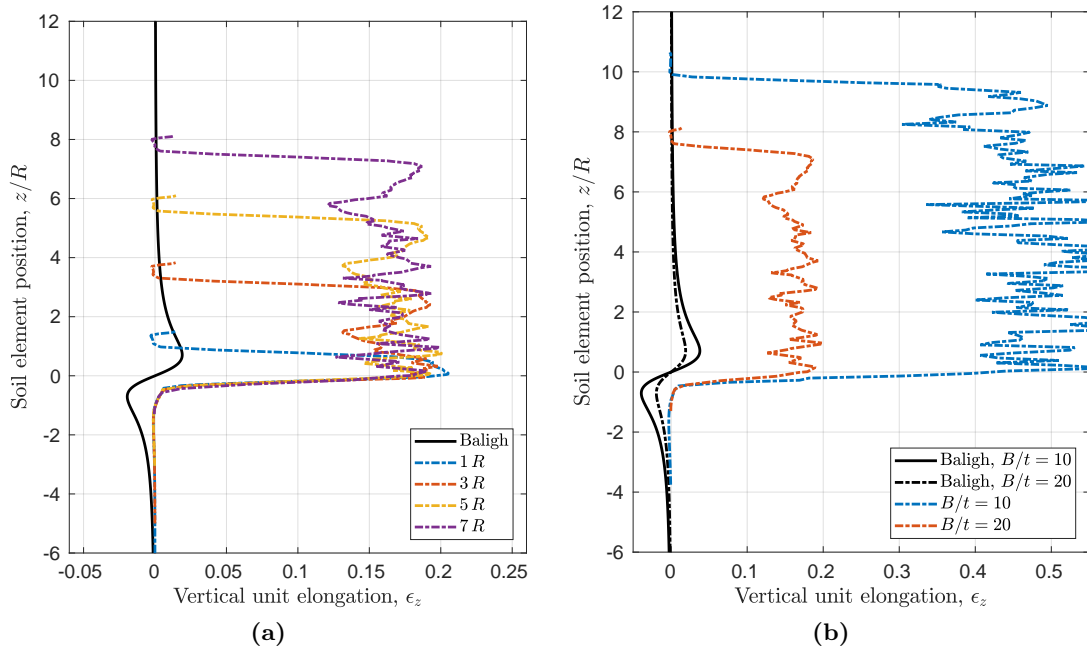 12
10
8
6
4
2
0
-2
-4
-6
Soil element position, z/R
-0.05 0 0.05 0.1 0.15 0.2 0.25
Vertical unit elongation, ϵ_z
Baligh
1 R
3 R
5 R
7 R
(a)
12
10
8
6
4
2
0
-2
-4
-6
Soil element position, z/R
0 0.1 0.2 0.3 0.4 0.5
Vertical unit elongation, ϵ_z
Baligh, B/t = 10
Baligh, B/t = 20
B/t = 10
B/t = 20
(b)